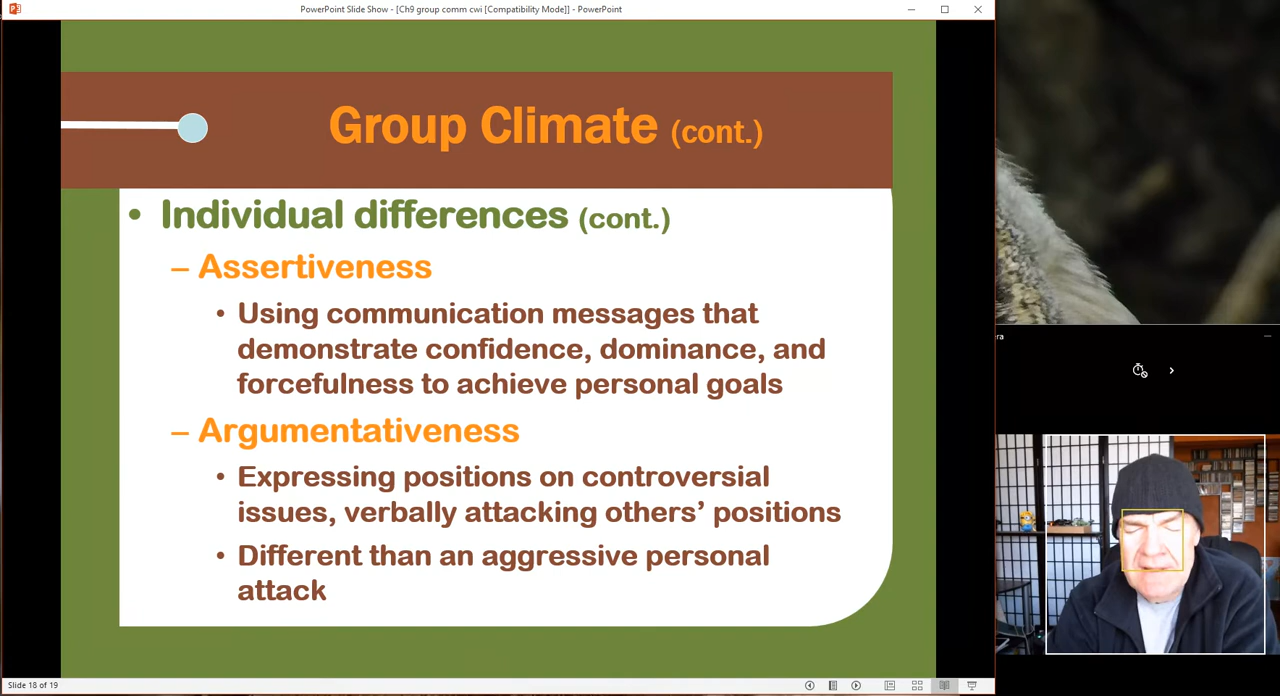 PowerPoint Slide Show - [Ch9 group comm cwi [Compatibility Mode]] - PowerPoint
Group Climate (cont.)
• Individual differences (cont.)
– Assertiveness
• Using communication messages that
demonstrate confidence, dominance, and
forcefulness to achieve personal goals
– Argumentativeness
• Expressing positions on controversial
issues, verbally attacking others’ positions
• Different than an aggressive personal
attack
ra
Slide 18 of 19